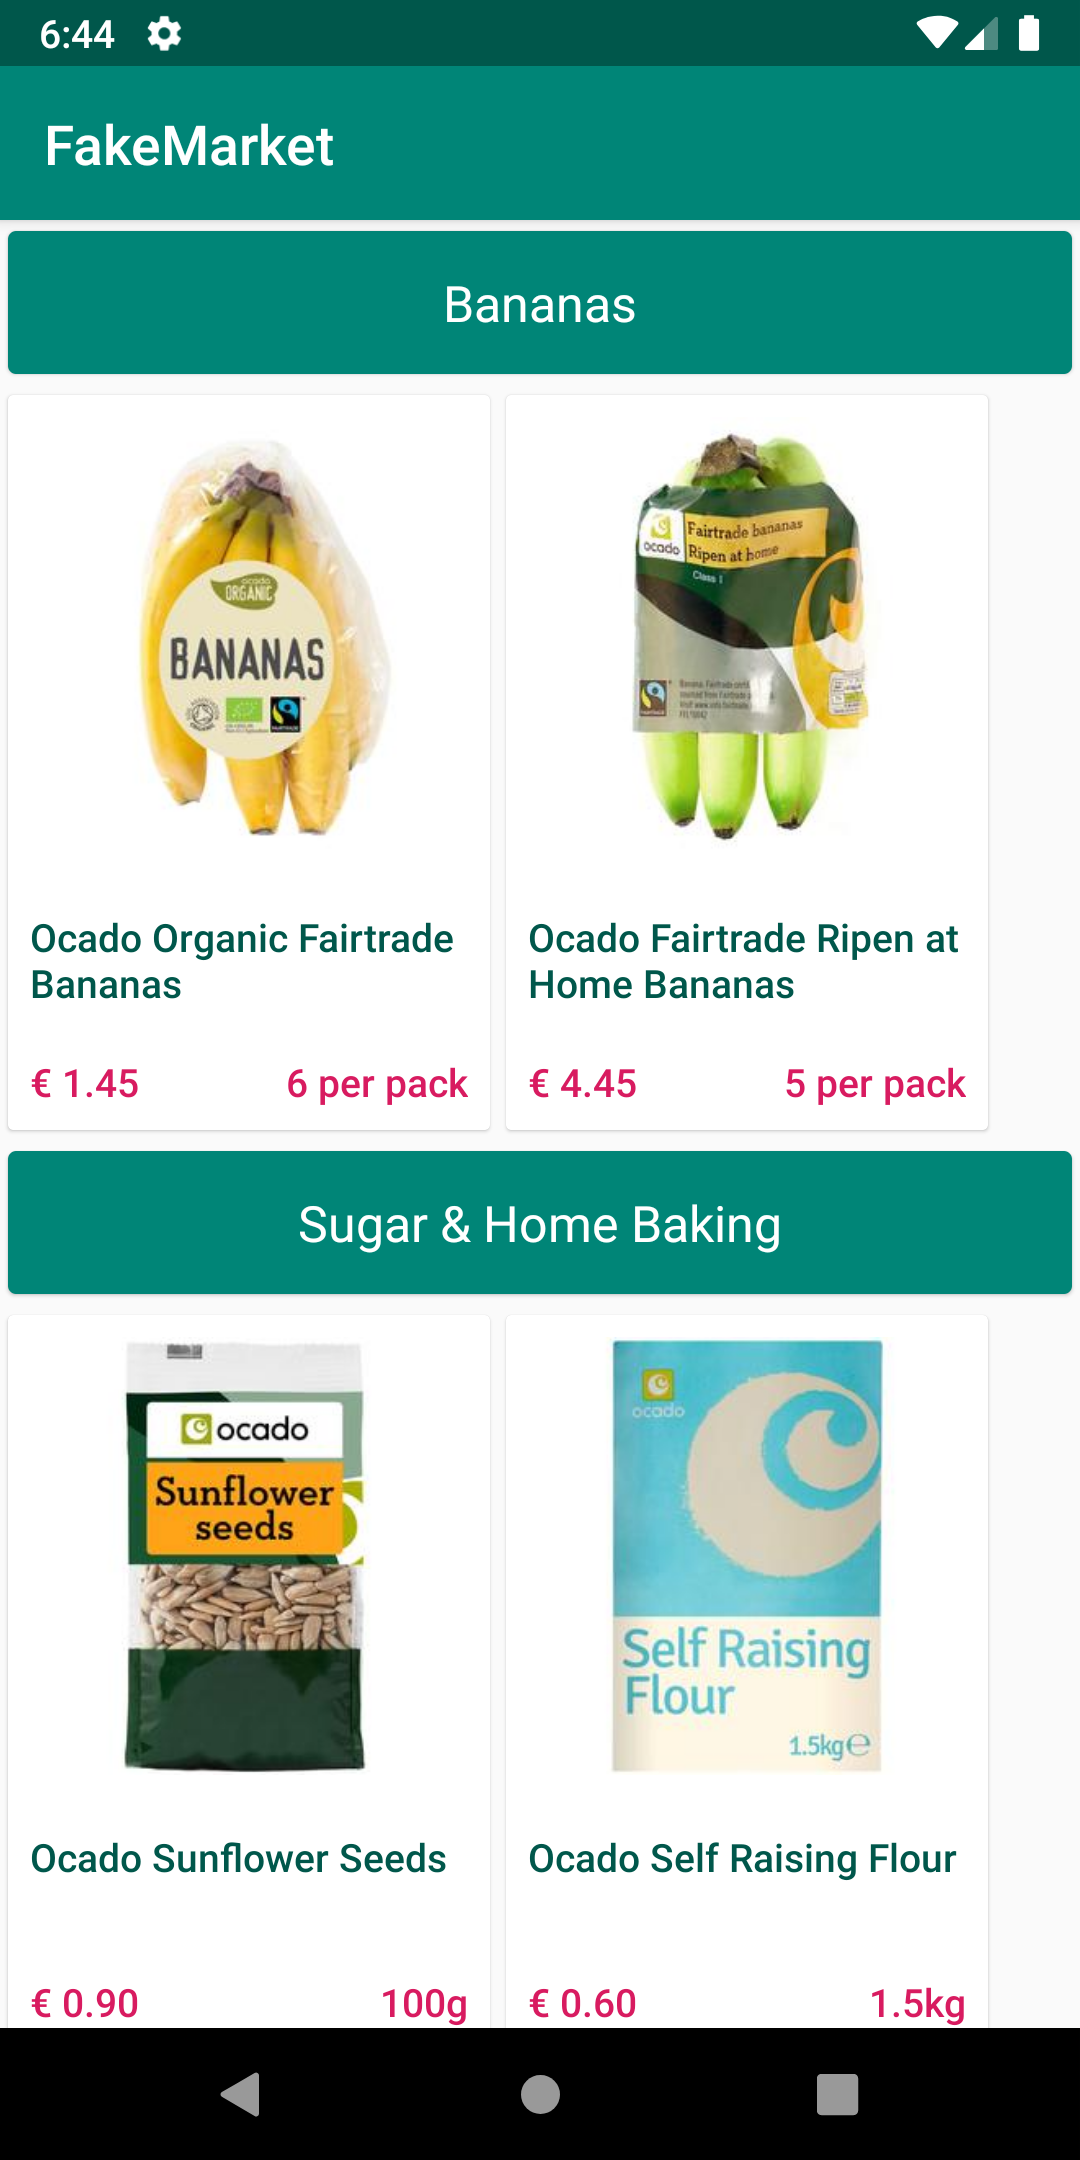 6:44
FakeMarket
Bananas
ocado
ORGANIC
BANANAS
FAIRTRADE
ocado
Fairtrade bananas
Ripen at home
Class 1
Ocado Organic Fairtrade
Bananas
€ 1.45
6 per pack
Ocado Fairtrade Ripen at
Home Bananas
€ 4.45
5 per pack
Sugar & Home Baking
ocado
Sunflower
seeds
ocado
Self Raising
Flour
1.5kg℮
Ocado Sunflower Seeds
€ 0.90
100g
Ocado Self Raising Flour
€ 0.60
1.5kg